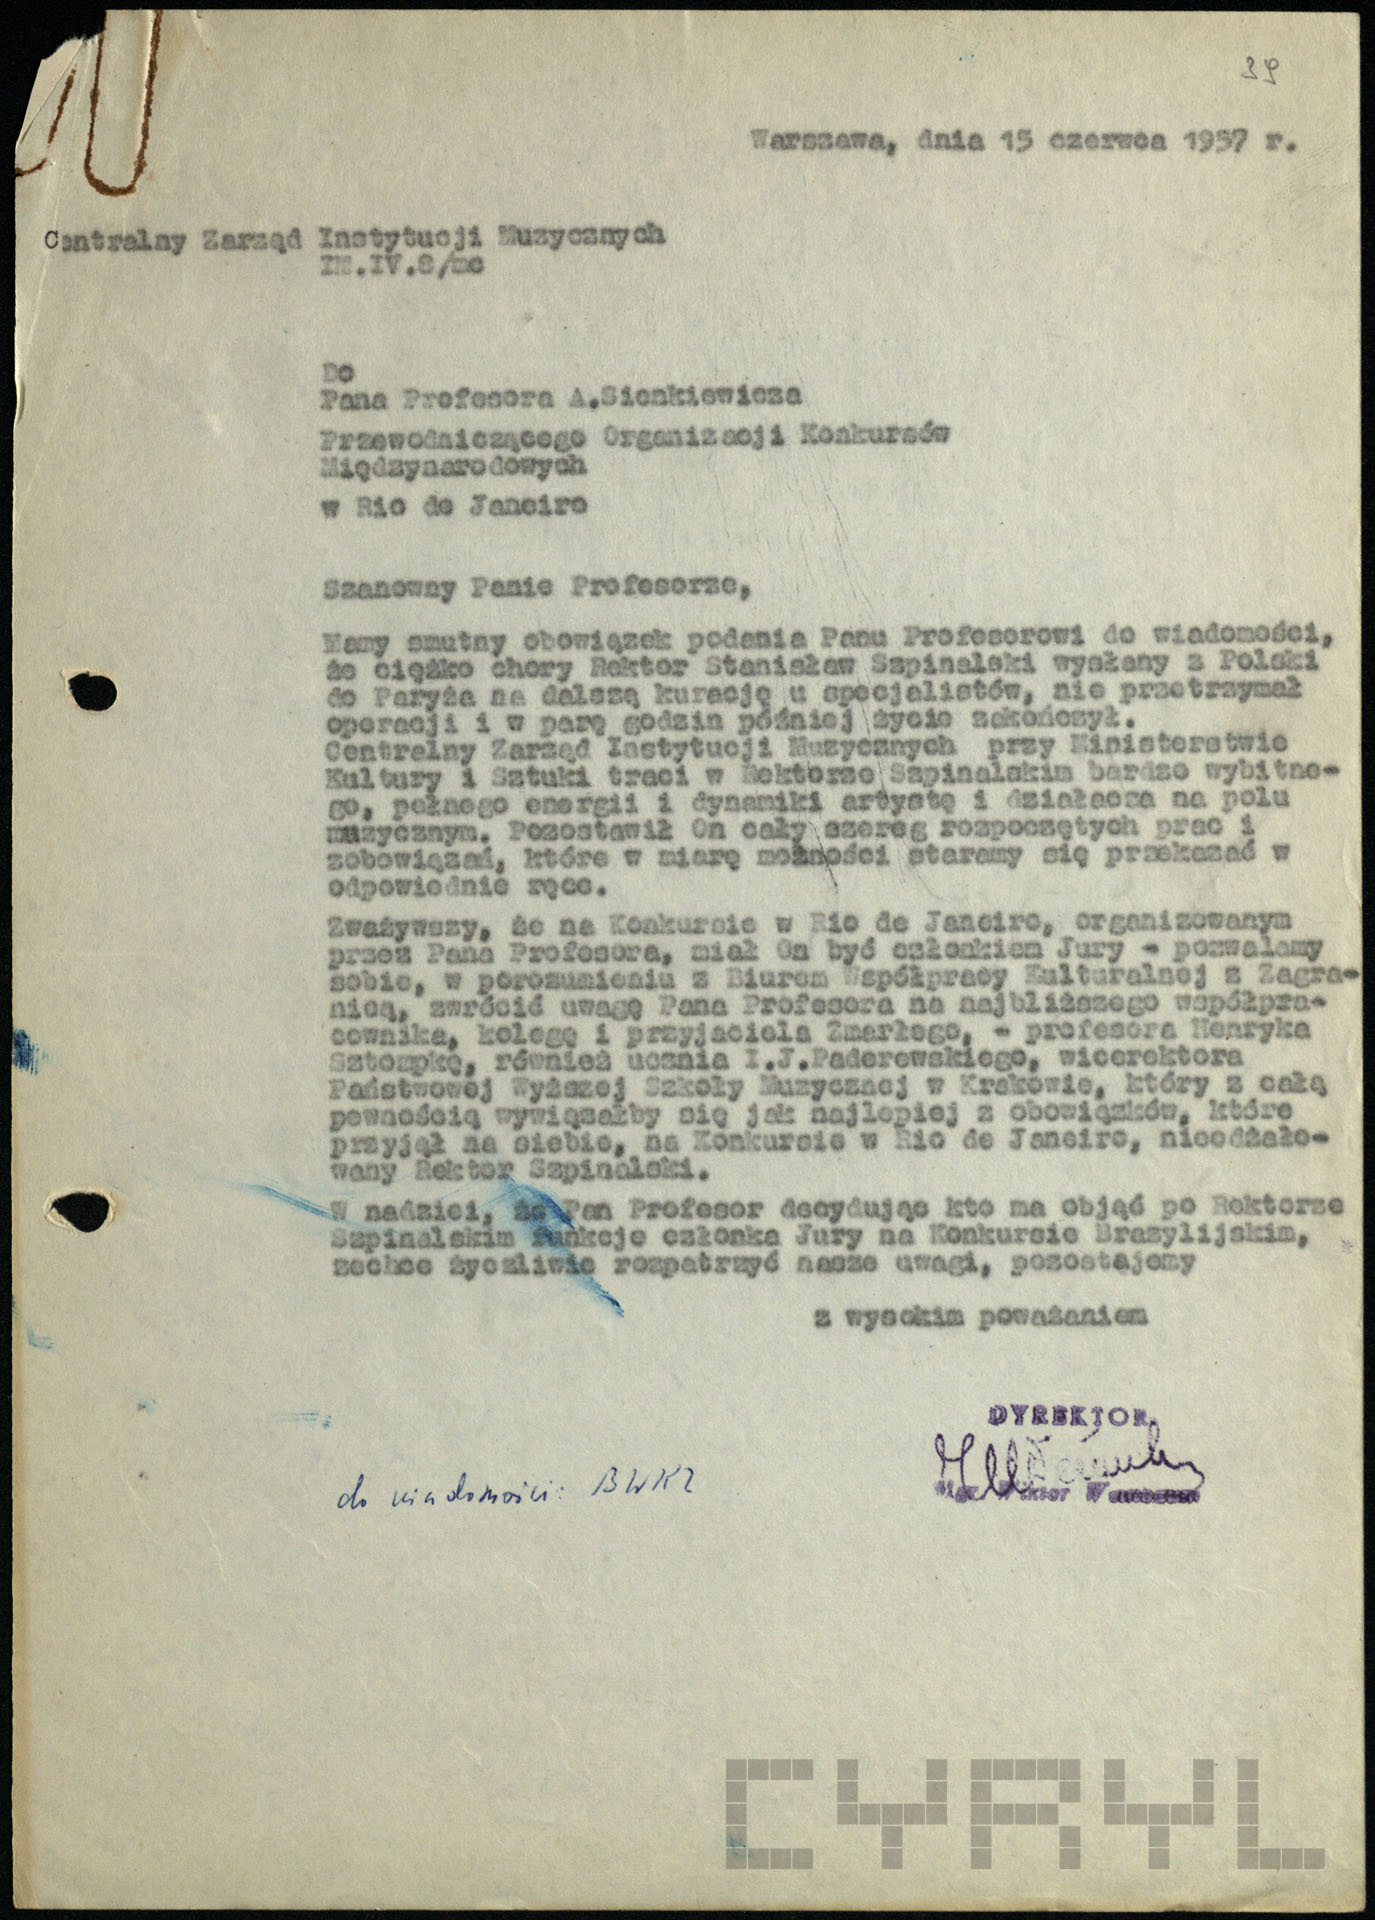 39
Warszawa, dnia 15 czerwca 1957 r.
Centralny Zarząd Instytucji Muzycznych
IM.IV.8/mc
Do
Pana Profesora A.Sienkiewicza
Przewodniczącego Organizacji Konkursów
Międzynarodowych
w Rio de Janeiro
Szanowny Panie Profesorze,
Mamy smutny obowiązek podania Panu Profesorowi do wiadomości,
że ciężko chory Rektor Stanisław Szpinalski wysłany z Polski
do Paryża na dalszą kurację u specjalistów, nie przetrzymał
operacji i w parę godzin później życie zakończył.
Centralny Zarząd Instytucji Muzycznych przy Ministerstwie
Kultury i Sztuki traci w Rektorze Szpinalskim bardzo wybitne-
go, pełnego energii i dynamiki artystę i działacza na polu
muzycznym. Pozostawił On cały szereg rozpoczętych prac i
zobowiązań, które w miarę możności staramy się przekazać w
odpowiednie ręce.
Zważywszy, że na Konkursie w Rio de Janeiro, organizowanym
przez Pana Profesora, miał On być członkiem Jury - pozwalamy
sobie, w porozumieniu z Biurem Współpracy Kulturalnej z Zagra-
nicą, zwrócić uwagę Pana Profesora na najbliższego współpra-
cownika, kolegę i przyjaciela Zmarłego, - profesora Henryka
Sztompkę, również ucznia I.J.Paderewskiego, wicerektora
Państwowej Wyższej Szkoły Muzycznej w Krakowie, który z całą
pewnością wywiązałby się jak najlepiej z obowiązków, które
przyjął na siebie, na Konkursie w Rio de Janeiro, nieodżało-
wany Rektor Szpinalski.
W nadziei, że Pan Profesor decydując kto ma objąć po Rektorze
Szpinalskim funkcje członka Jury na Konkursie Brazylijskim,
zechce życzliwie rozpatrzyć nasze uwagi, pozostajemy
z wysokim poważaniem
DYREKTOR
Wiktor
do wiadomości: BWKZ
CYRYL